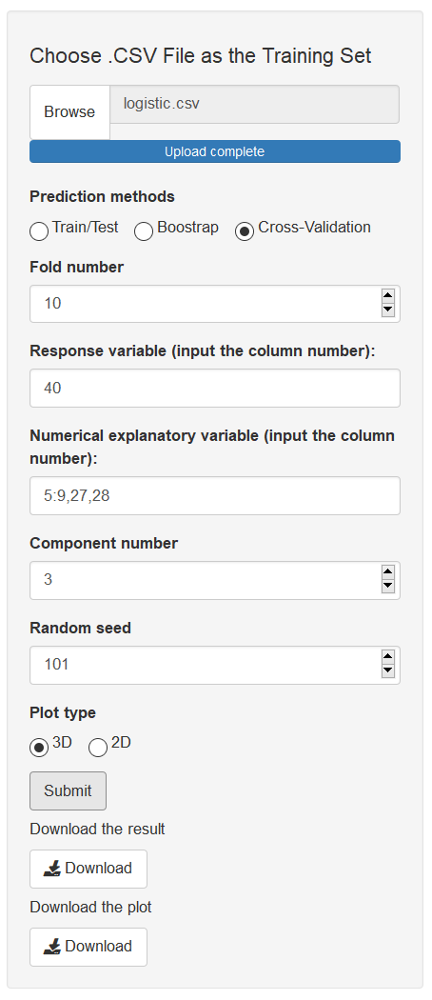 Choose .CSV File as the Training Set
Browse logistic.csv
Upload complete
Prediction methods
Train/Test Boostrap Cross-Validation
Fold number
10
Response variable (input the column number):
40
Numerical explanatory variable (input the column
number):
5:9,27,28
Component number
3
Random seed
101
Plot type
3D 2D
Submit
Download the result
Download
Download the plot
Download